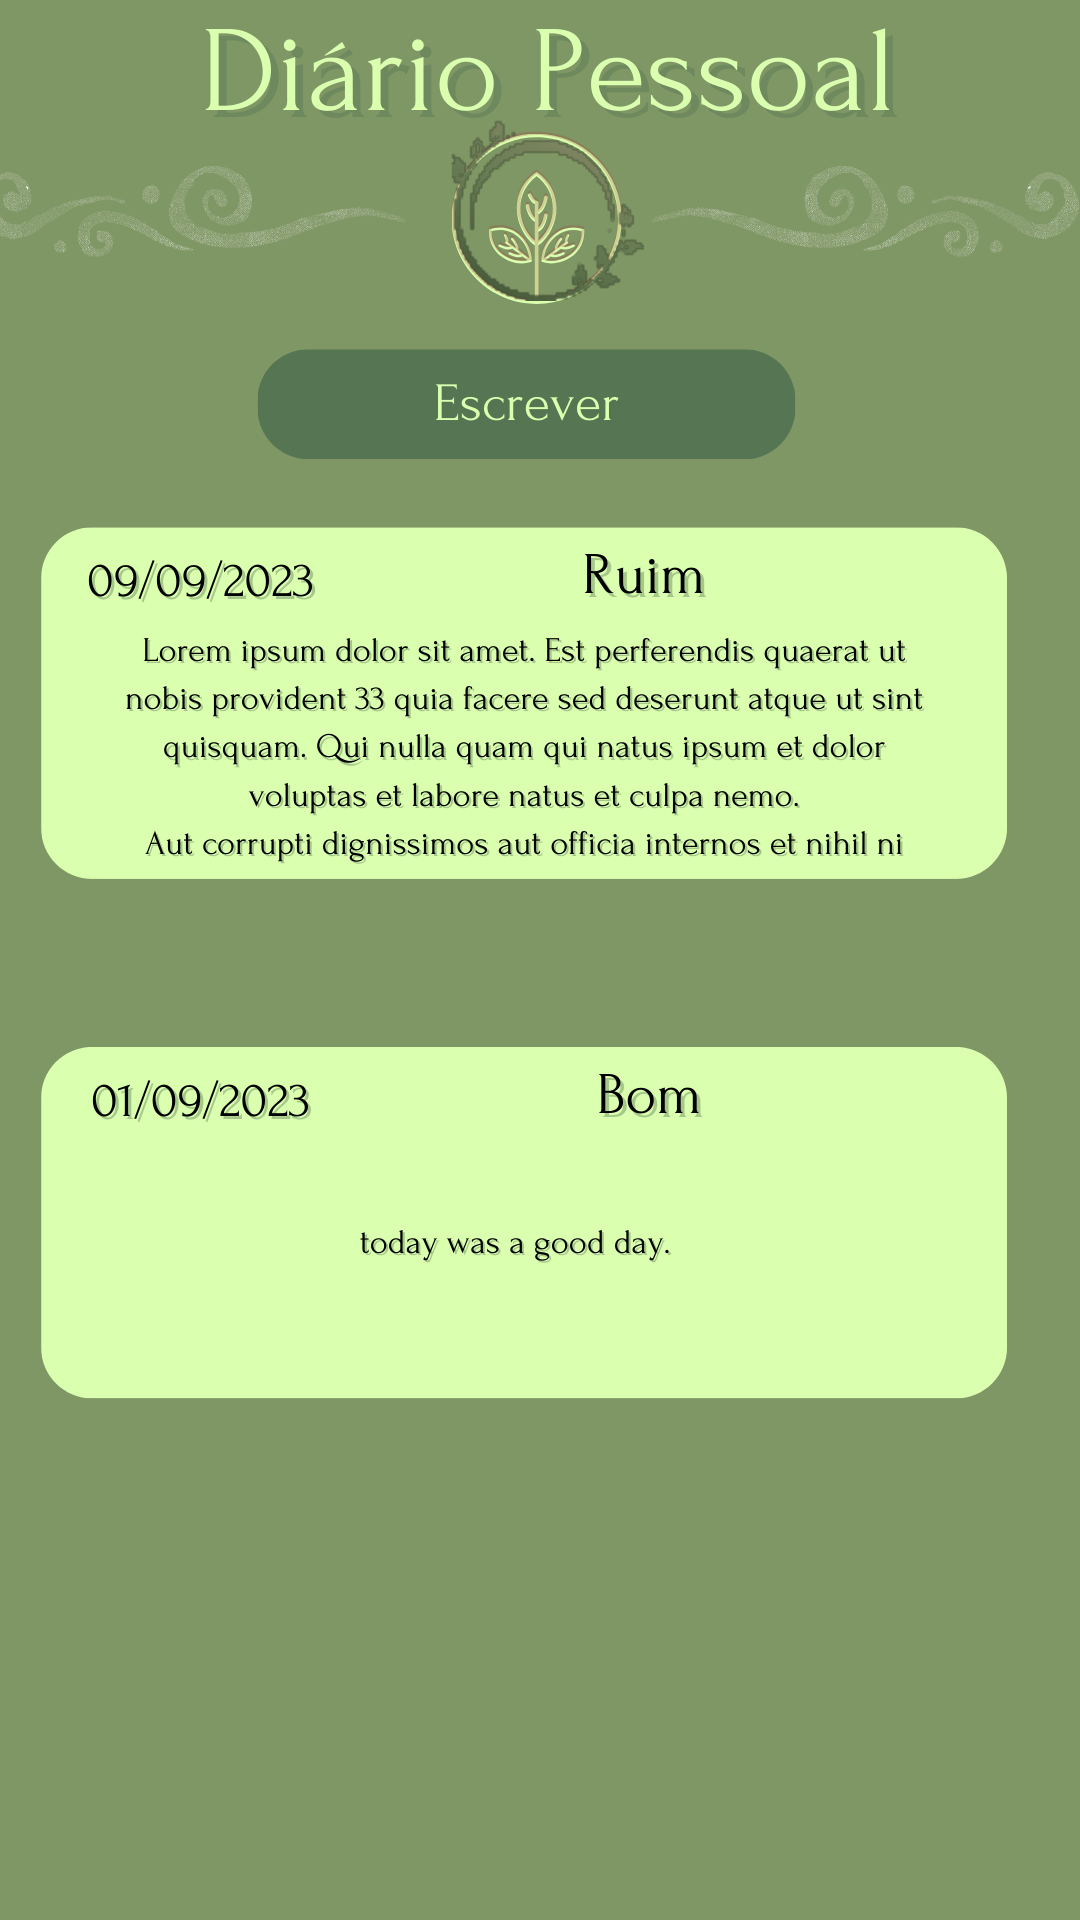 Diário Pessoal
Escrever
09/09/2023 Ruim
Lorem ipsum dolor sit amet. Est perferendis quaerat ut
nobis provident 33 quia facere sed deserunt atque ut sint
quisquam. Qui nulla quam qui natus ipsum et dolor
voluptas et labore natus et culpa nemo.
Aut corrupti dignissimos aut officia internos et nihil ni
01/09/2023 Bom
today was a good day.